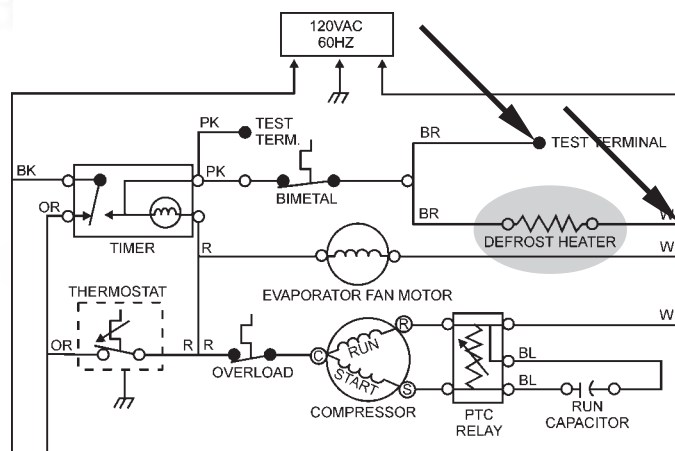 120VAC
60HZ
PK
TEST
TERM.
BR
TEST TERMINAL
BK
PK
BIMETAL
OR
BR
W
DEFROST HEATER
TIMER
R
W
EVAPORATOR FAN MOTOR
THERMOSTAT
R
W
RUN
OR
R
R
C
BL
OVERLOAD
START
BL
S
COMPRESSOR
PTC
RELAY
RUN
CAPACITOR